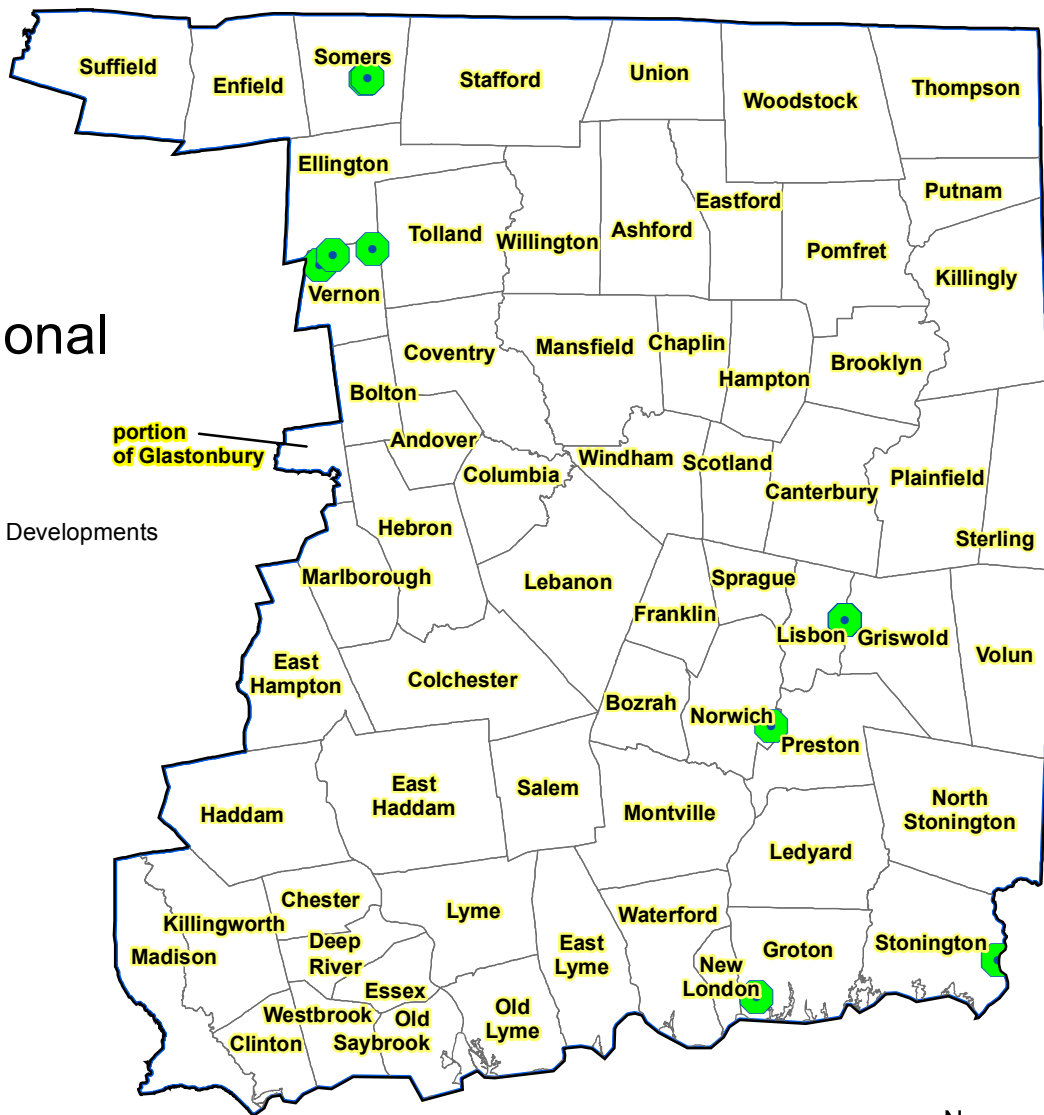 Somers
Suffield
Enfield
Stafford
Union
Woodstock
Thompson
Ellington
Putnam
Eastford
Tolland
Willington
Ashford
Pomfret
Killingly
Vernon
onal
Coventry
Mansfield
Chaplin
Hampton
Brooklyn
Bolton
portion
of Glastonbury
Andover
Columbia
Windham
Scotland
Canterbury
Plainfield
Developments
Hebron
Sterling
Marlborough
Lebanon
Sprague
Franklin
Lisbon
Griswold
Volun
East
Hampton
Colchester
Bozrah
Norwich
Preston
Haddam
East
Haddam
Salem
Montville
North
Stonington
Ledyard
Chester
Killingworth
Lyme
Waterford
Madison
Deep
River
East
Lyme
Groton
Stonington
New
London
Essex
Westbrook
Old
Saybrook
Old
Lyme
Clinton
N